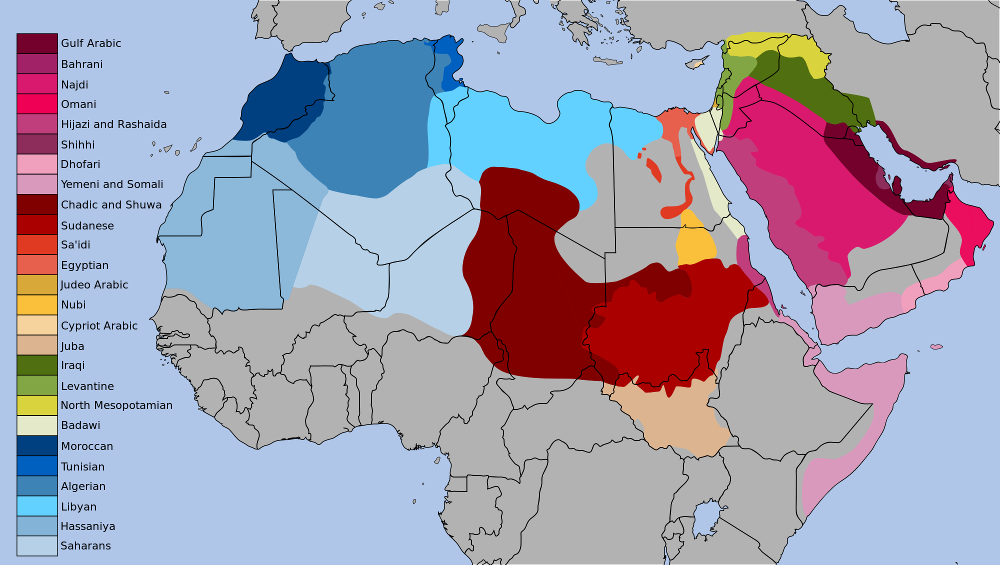 Gulf Arabic
Bahrani
Najdi
Omani
Hijazi and Rashaida
Shihhi
Dhofari
Yemeni and Somali
Chadic and Shuwa
Sudanese
Sa'idi
Egyptian
Judeo Arabic
Nubi
Cypriot Arabic
Juba
Iraqi
Levantine
North Mesopotamian
Badawi
Moroccan
Tunisian
Algerian
Libyan
Hassaniya
Saharans